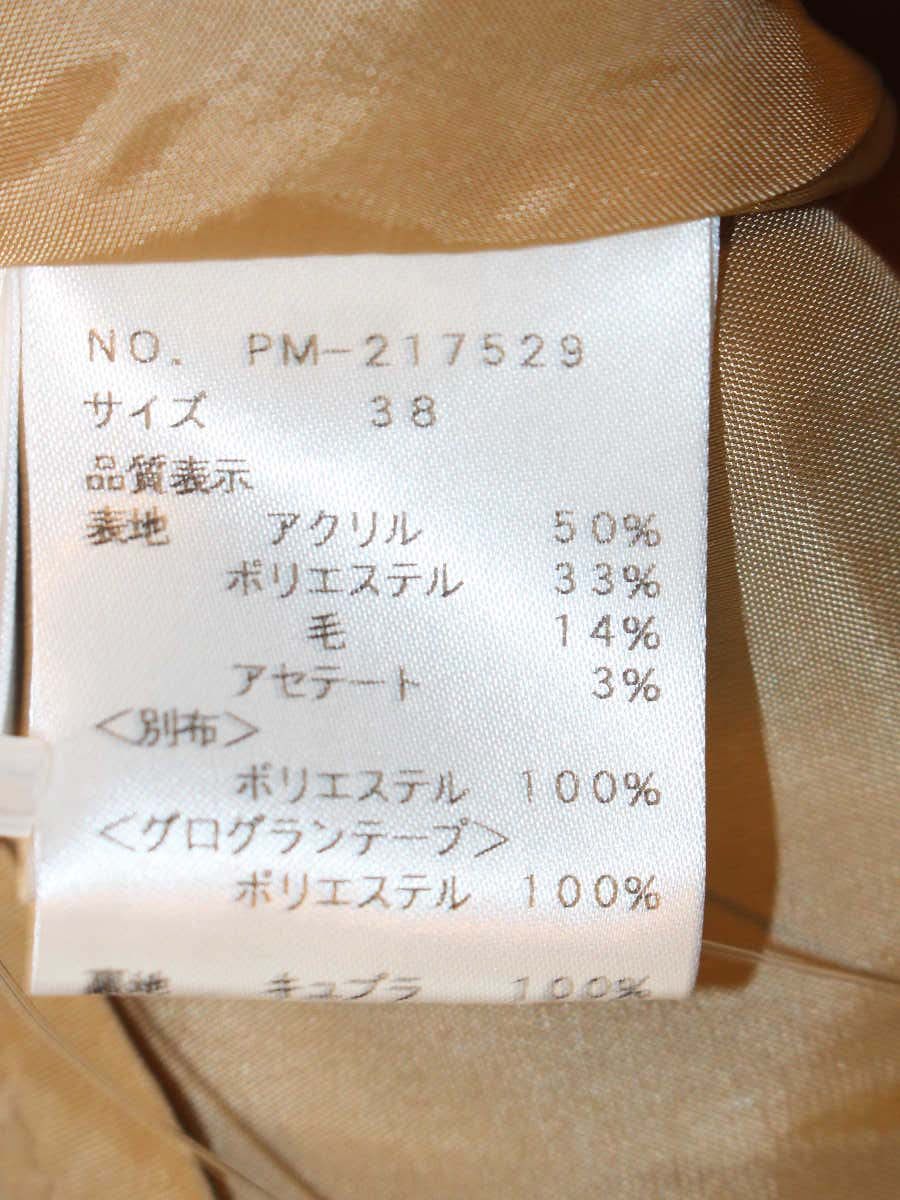 NO. PM-217529
サイズ 38
品質表示
表地 アクリル 50%
ポリエステル 33%
毛 14%
アセテート 3%
<別布>
ポリエステル 100%
<グログランテープ>
ポリエステル 100%
裏地 キュプラ 100%